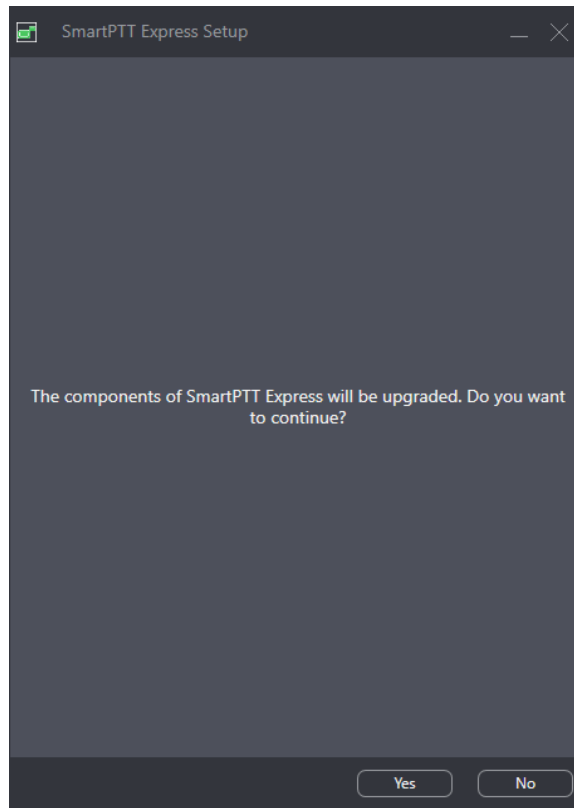 SmartPTT Express Setup
The components of SmartPTT Express will be upgraded. Do you want
to continue?
Yes
No